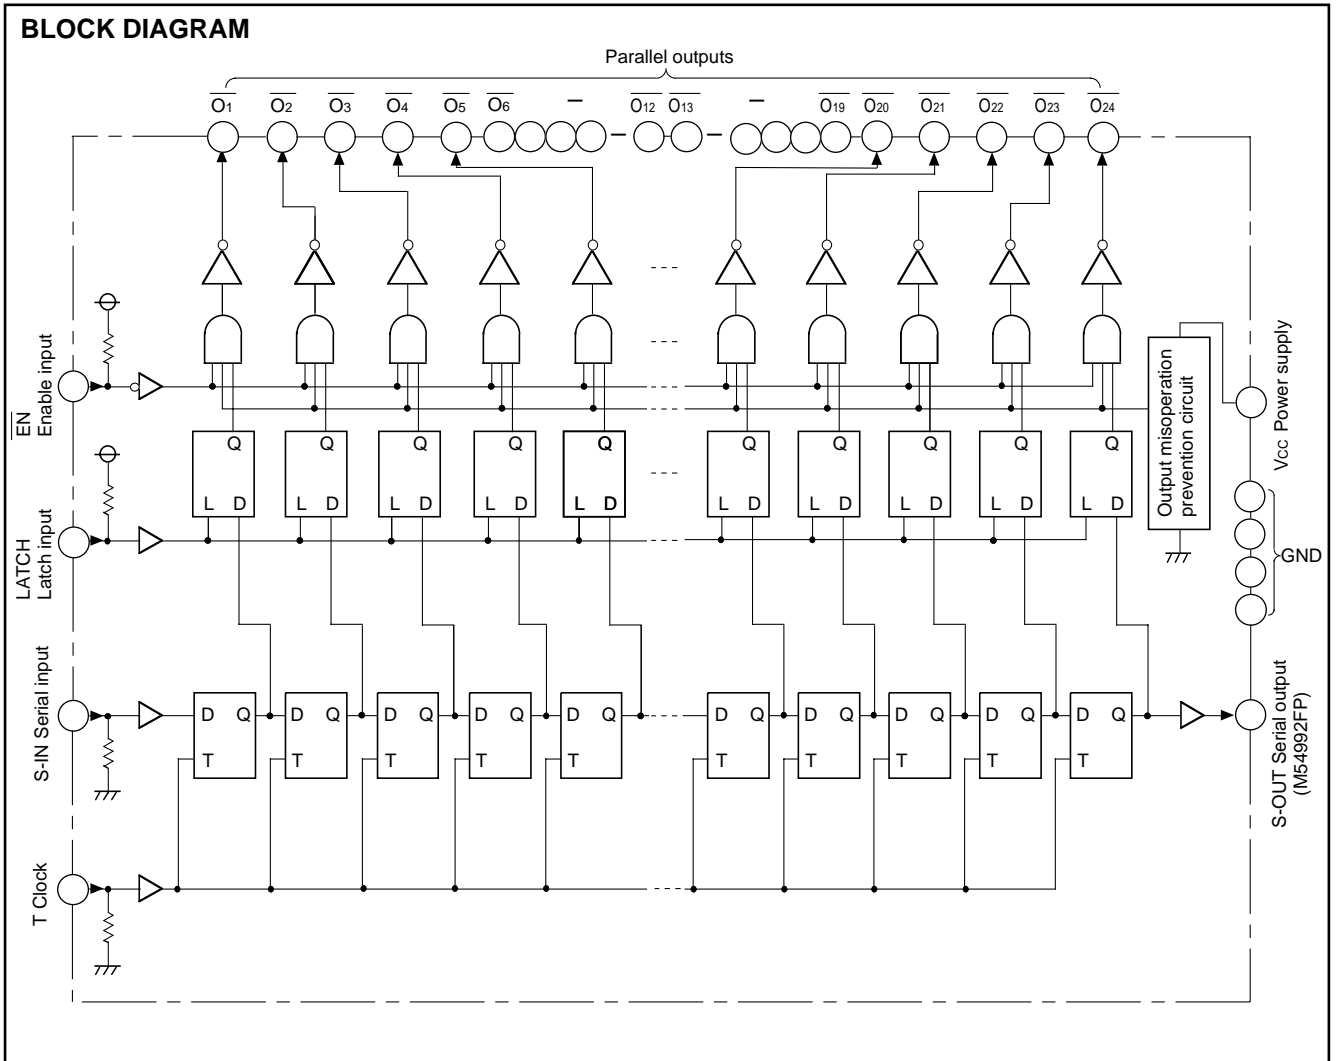 BLOCK DIAGRAM
Parallel outputs
O1 O2 O3 O4 O5 O6 – O12 O13 – O19 O20 O21 O22 O23 O24
EN
Enable input
LATCH
Latch input
S-IN Serial input
T Clock
Q Q Q Q Q Q Q Q Q Q
L D L D L D L D L D L D L D L D L D L D
D Q D Q D Q D Q D Q D Q D Q D Q D Q D Q
T T T T T T T T T T
Output misoperation
prevention circuit
Vcc Power supply
GND
S-OUT Serial output
(M54992FP)